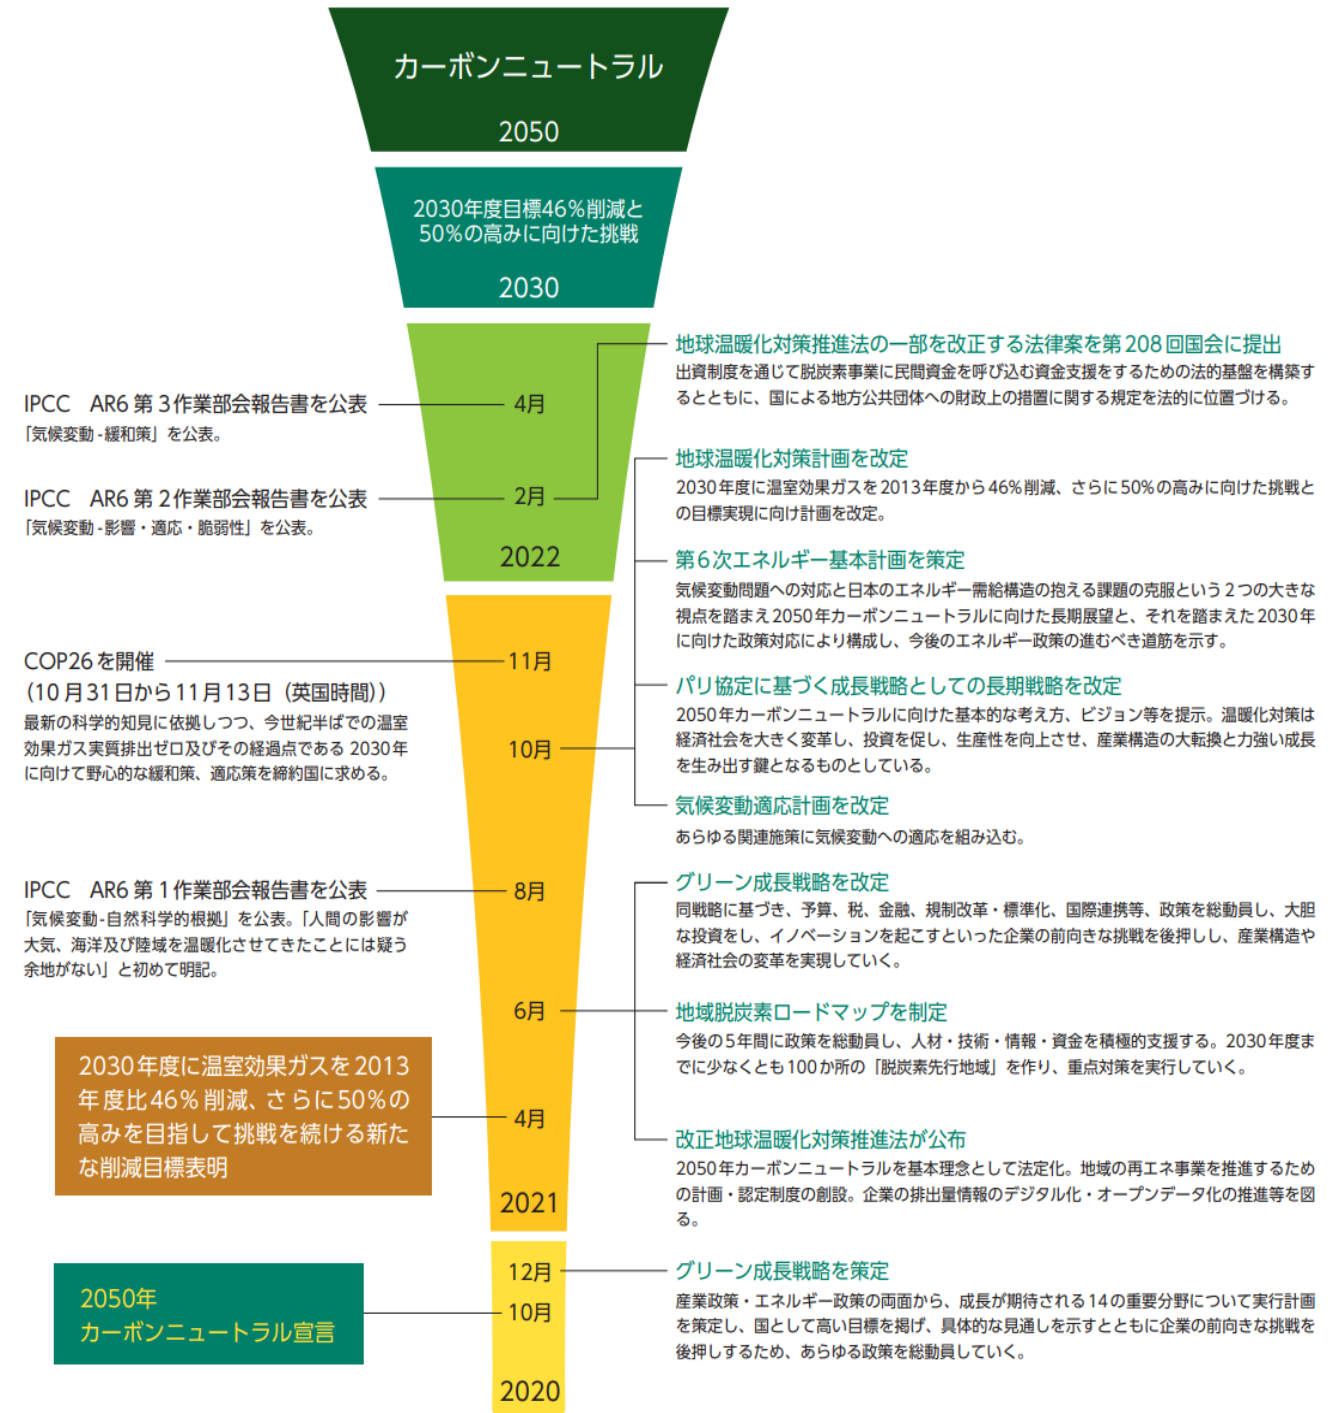 カーボンニュートラル
2050
2030年度目標46%削減と
50%の高みに向けた挑戦
2030
地球温暖化対策推進法の一部を改正する法律案を第208回国会に提出
出資制度を通じて脱炭素事業に民間資金を呼び込む資金支援をするための法的基盤を構築す
るとともに、国による地方公共団体への財政上の措置に関する規定を法的に位置づける。
IPCC AR6 第3作業部会報告書を公表
「気候変動-緩和策」を公表。
4月
地球温暖化対策計画を改定
2030年度に温室効果ガスを2013年度から46%削減、さらに50%の高みに向けた挑戦と
の目標実現に向け計画を改定。
IPCC AR6 第2作業部会報告書を公表
「気候変動-影響・適応・脆弱性」を公表。
2月
2022
第6次エネルギー基本計画を策定
気候変動問題への対応と日本のエネルギー需給構造の抱える課題の克服という2つの大きな
視点を踏まえ2050年カーボンニュートラルに向けた長期展望と、それを踏まえた2030年
に向けた政策対応により構成し、今後のエネルギー政策の進むべき道筋を示す。
COP26を開催
(10月31日から11月13日(英国時間))
最新の科学的知見に依拠しつつ、今世紀半ばでの温室
効果ガス実質排出ゼロ及びその経過点である 2030年
に向けて野心的な緩和策、適応策を締約国に求める。
11月
10月
パリ協定に基づく成長戦略としての長期戦略を改定
2050年カーボンニュートラルに向けた基本的な考え方、ビジョン等を提示。温暖化対策は
経済社会を大きく変革し、投資を促し、生産性を向上させ、産業構造の大転換と力強い成長
を生み出す鍵となるものとしている。
気候変動適応計画を改定
あらゆる関連施策に気候変動への適応を組み込む。
IPCC AR6 第1作業部会報告書を公表
「気候変動-自然科学的根拠」を公表。「人間の影響が
大気、海洋及び陸域を温暖化させてきたことには疑う
余地がない」と初めて明記。
8月
グリーン成長戦略を改定
同戦略に基づき、予算、税、金融、規制改革・標準化、国際連携等、政策を総動員し、大胆
な投資をし、イノベーションを起こすといった企業の前向きな挑戦を後押しし、産業構造や
経済社会の変革を実現していく。
6月
地域脱炭素ロードマップを制定
今後の5年間に政策を総動員し、人材・技術・情報・資金を積極的支援する。2030年度ま
でに少なくとも100か所の「脱炭素先行地域」を作り、重点対策を実行していく。
2030年度に温室効果ガスを2013
年度比46%削減、さらに50%の
高みを目指して挑戦を続ける新た
な削減目標表明
4月
改正地球温暖化対策推進法が公布
2050年カーボンニュートラルを基本理念として法定化。地域の再エネ事業を推進するため
の計画・認定制度の創設。企業の排出量情報のデジタル化・オープンデータ化の推進等を図
る。
2021
12月
グリーン成長戦略を策定
産業政策・エネルギー政策の両面から、成長が期待される14の重要分野について実行計画
を策定し、国として高い目標を掲げ、具体的な見通しを示すとともに企業の前向きな挑戦を
後押しするため、あらゆる政策を総動員していく。
2050年
カーボンニュートラル宣言
10月
2020